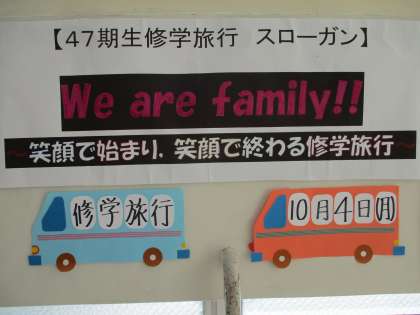 【47期生修学旅行 スローガン】
We are family!!
～笑顔で始まり，笑顔で終わる修学旅行～
修学旅行
10月4日(月)